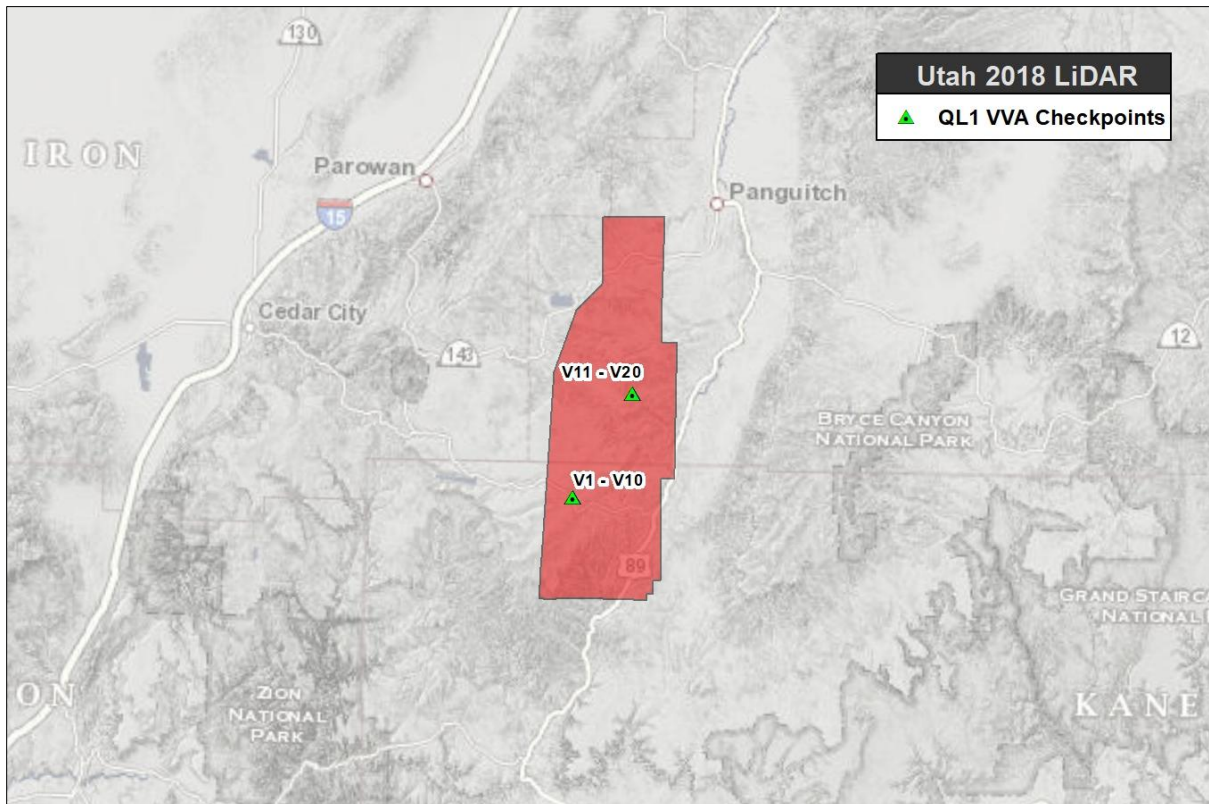 130
Utah 2018 LiDAR
QL1 VVA Checkpoints
IRON
Parowan
Panguitch
15
Cedar City
12
143
V11 - V20
BRYCE CANYON
NATIONAL PARK
V1 - V10
89
GRAND STAIRCA
NATIONAL
ZION
NATIONAL
PARK
ON
KANE